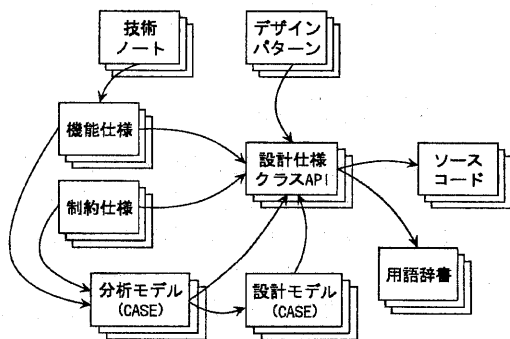 技術
ノート
デザイン
パターン
機能仕様
設計仕様
クラスAPI
ソース
コード
制約仕様
用語辞書
分析モデル
(CASE)
設計モデル
(CASE)